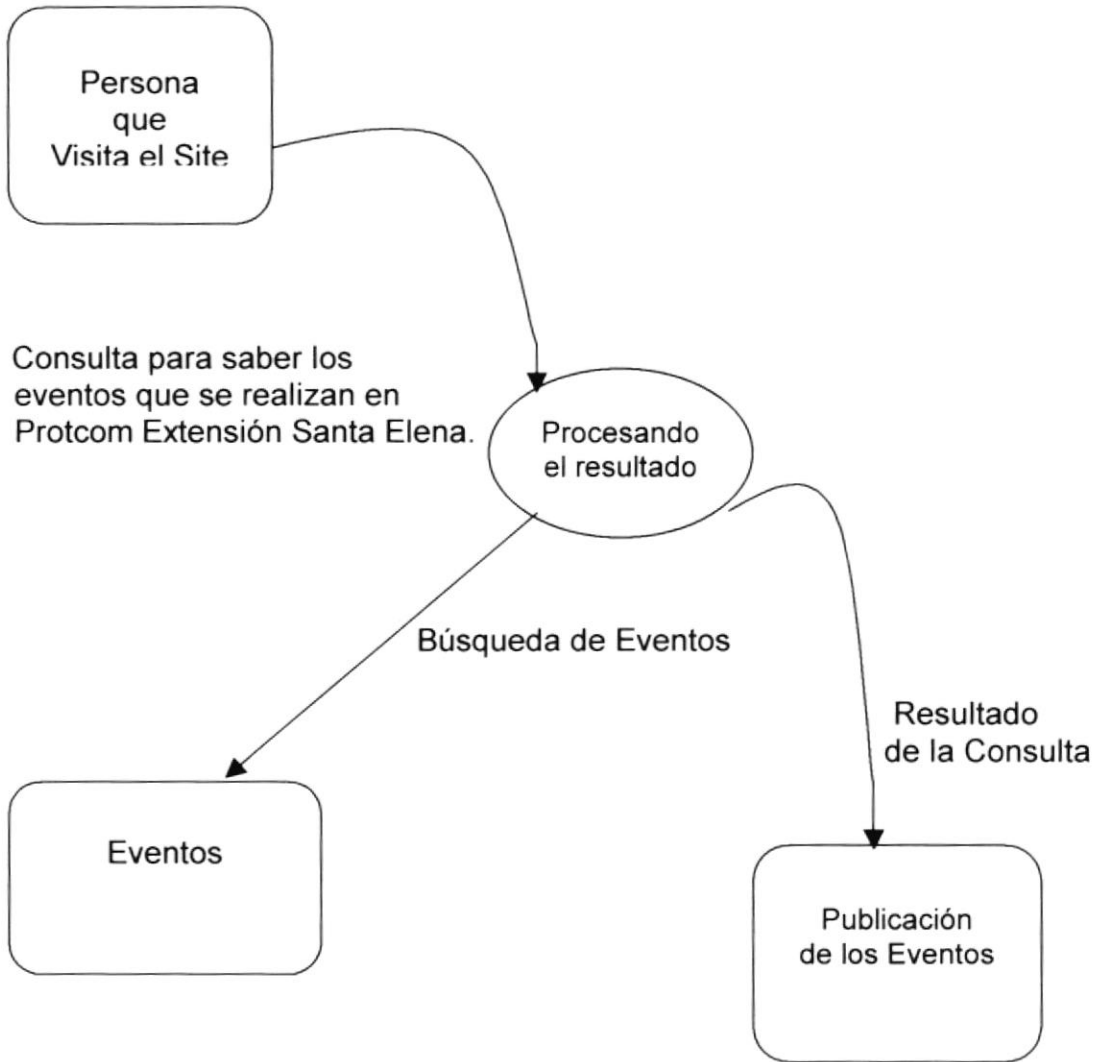 Persona
que
Visita el Site
Consulta para saber los
eventos que se realizan en
Protcom Extensión Santa Elena.
Procesando
el resultado
Búsqueda de Eventos
Resultado
de la Consulta
Eventos
Publicación
de los Eventos